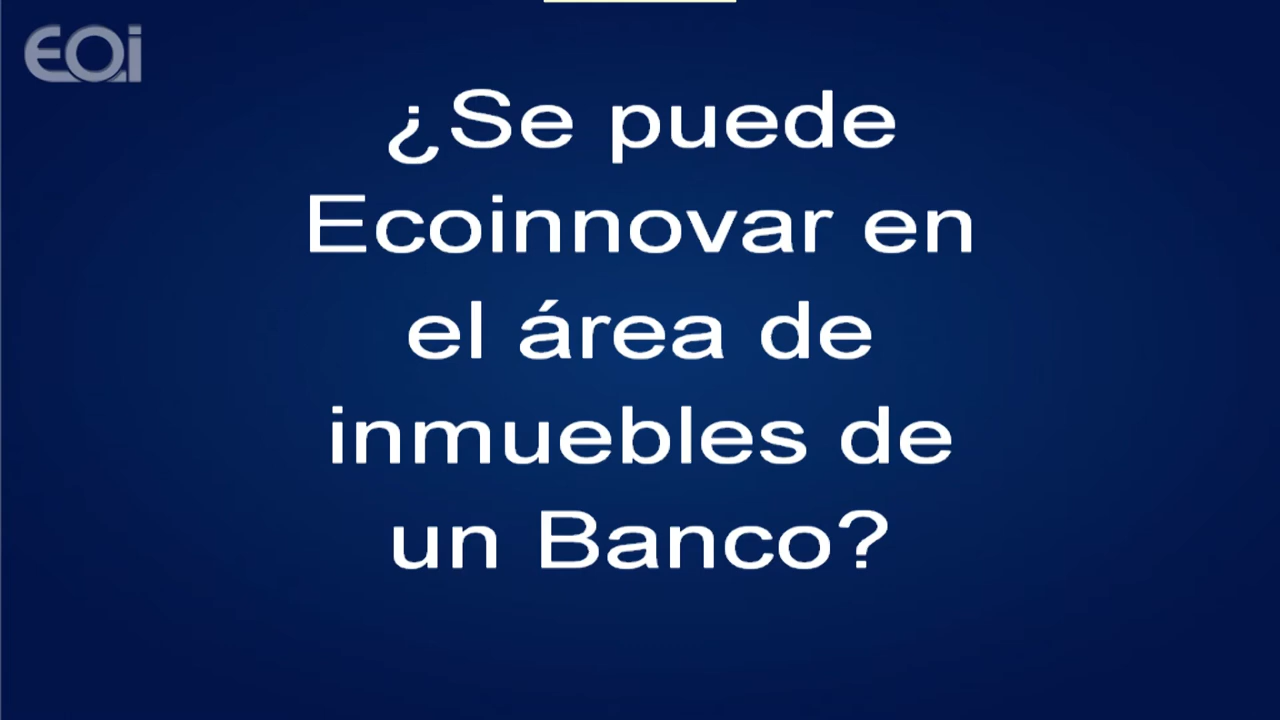 EOi
¿Se puede
Ecoinnovar en
el área de
inmuebles de
un Banco?